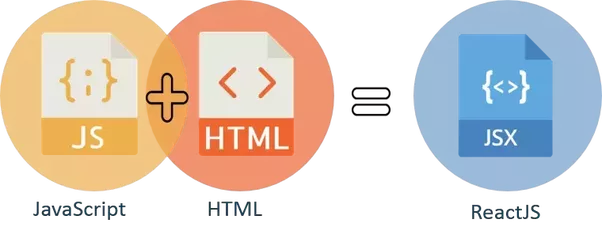 {;}
JS
+
< >
HTML
=
{<>}
JSX
JavaScript
HTML
ReactJS